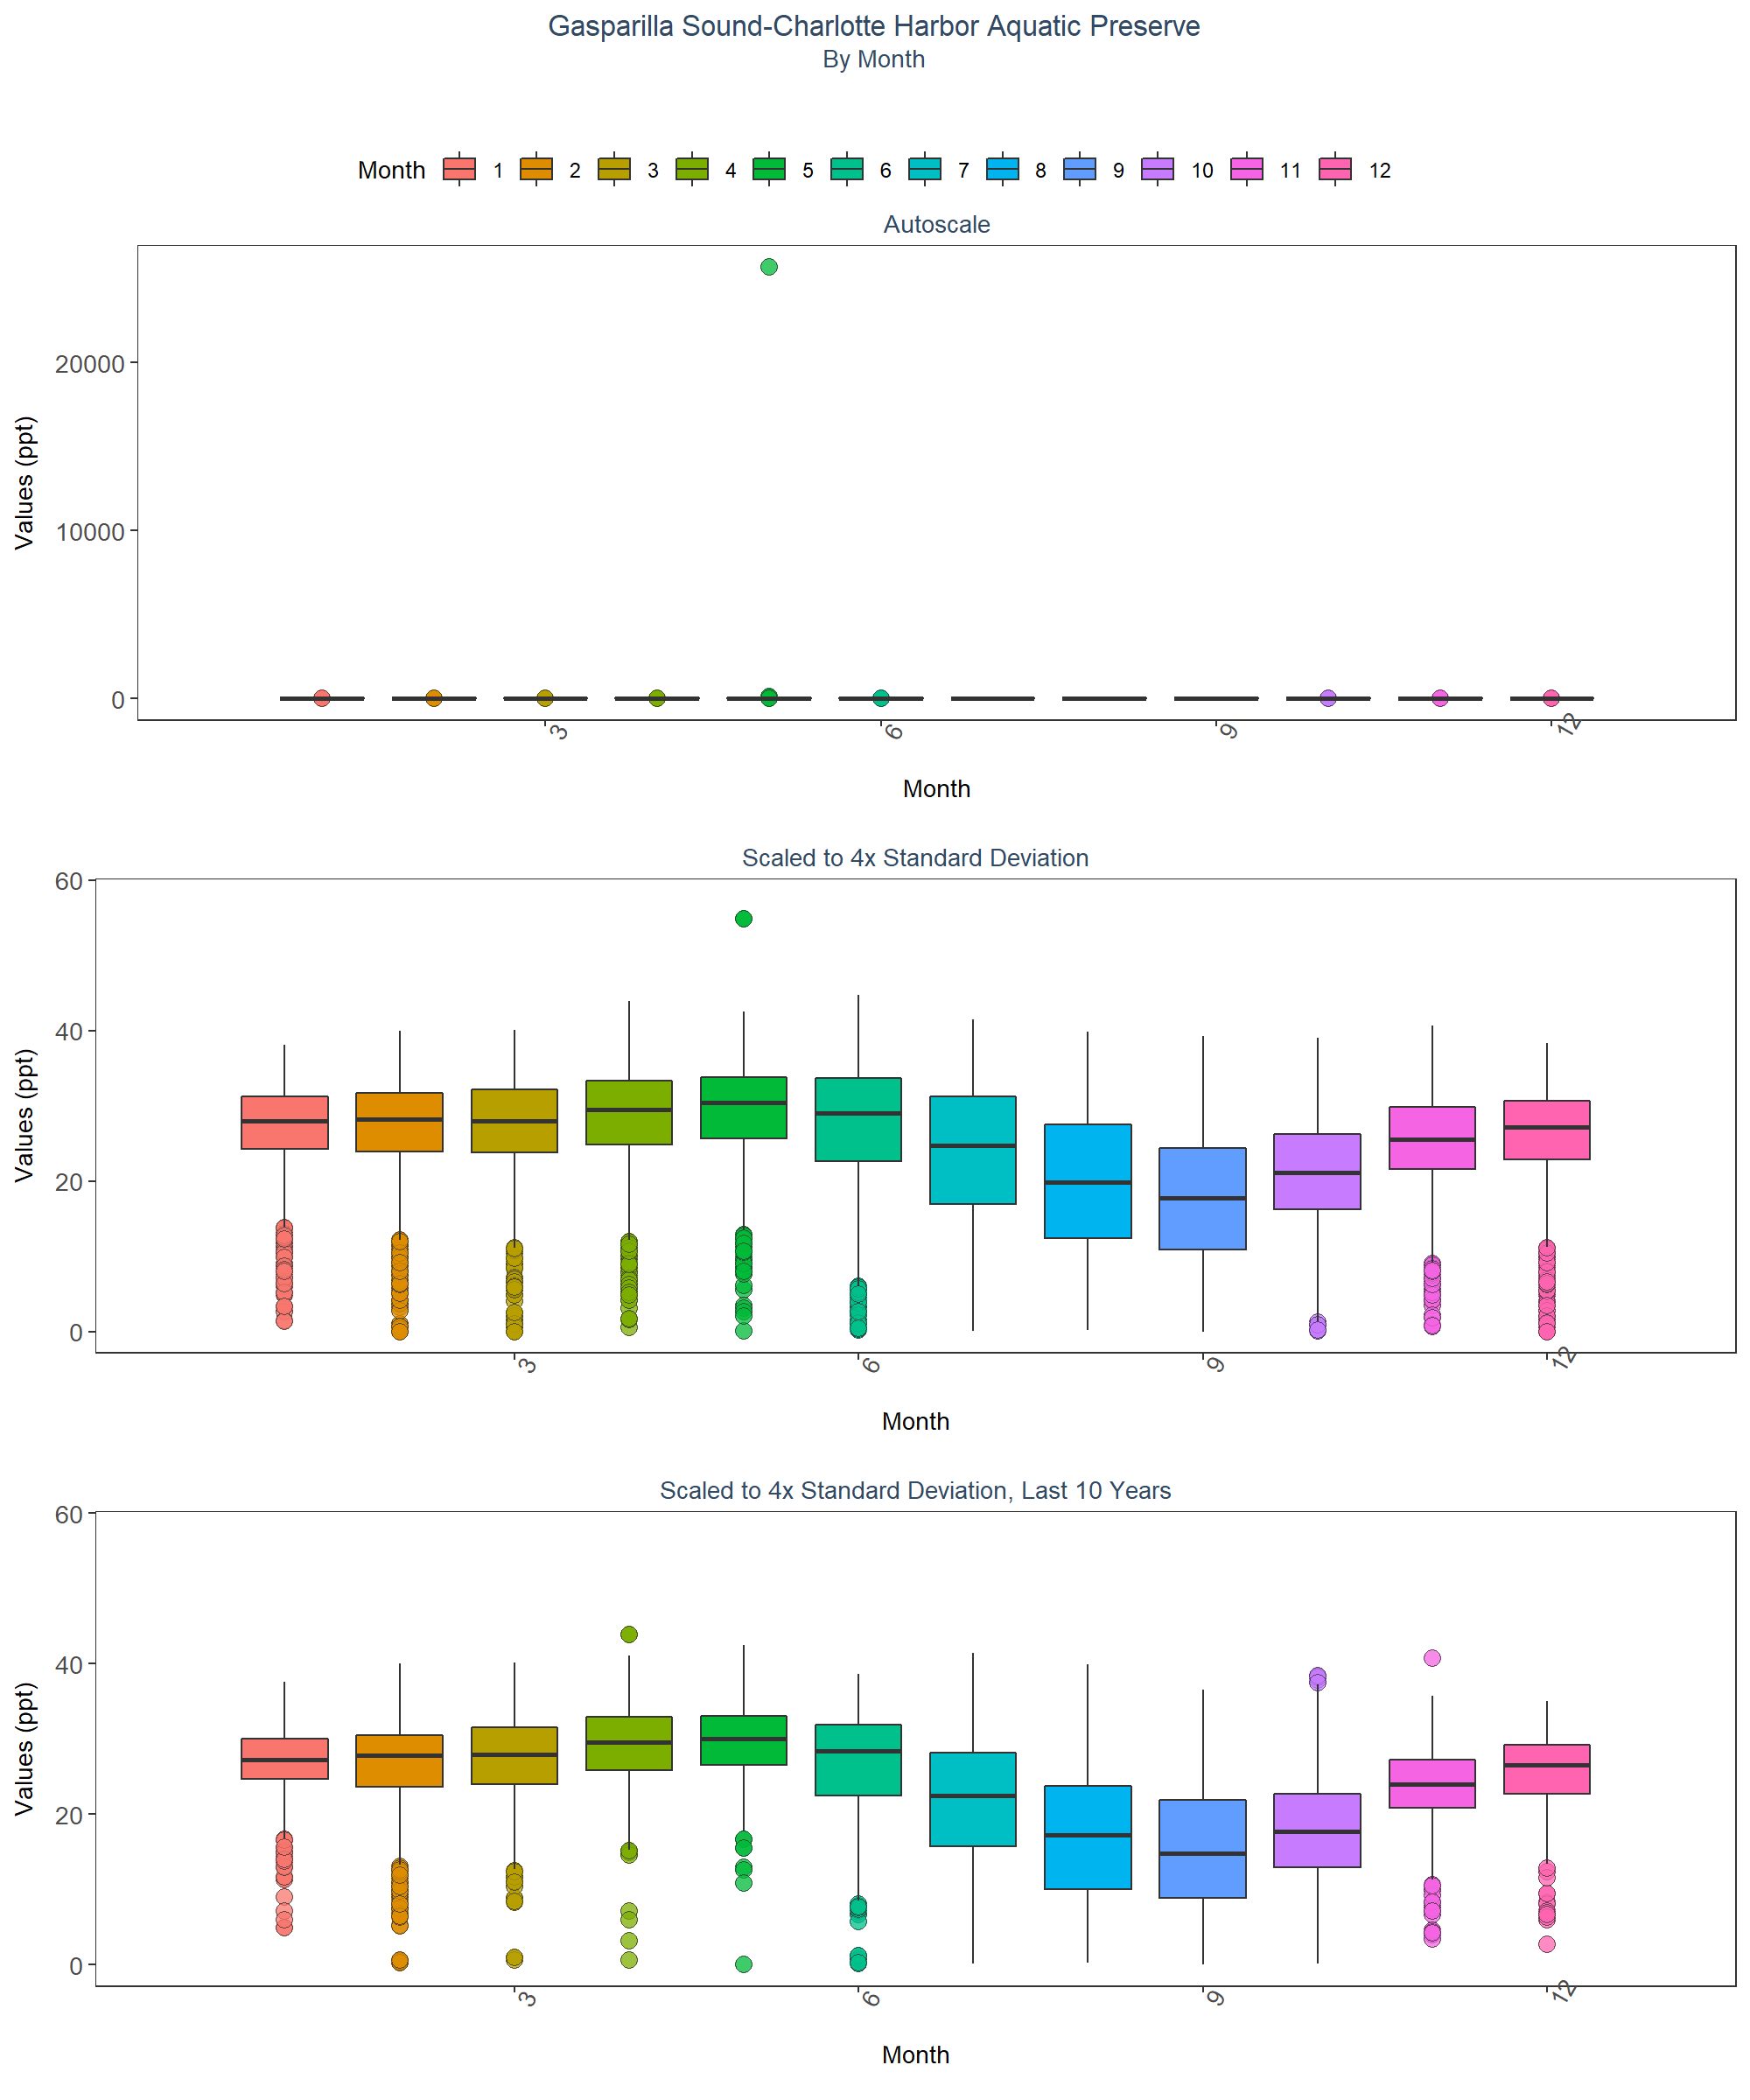 Gasparilla Sound-Charlotte Harbor Aquatic Preserve
By Month
Month 1 2 3 4 5 6 7 8 9 10 11 12
Autoscale
Values (ppt)
20000
10000
0
3 6 9 12
Month
Scaled to 4x Standard Deviation
Values (ppt)
60
40
20
0
3 6 9 12
Month
Scaled to 4x Standard Deviation, Last 10 Years
Values (ppt)
60
40
20
0
3 6 9 12
Month